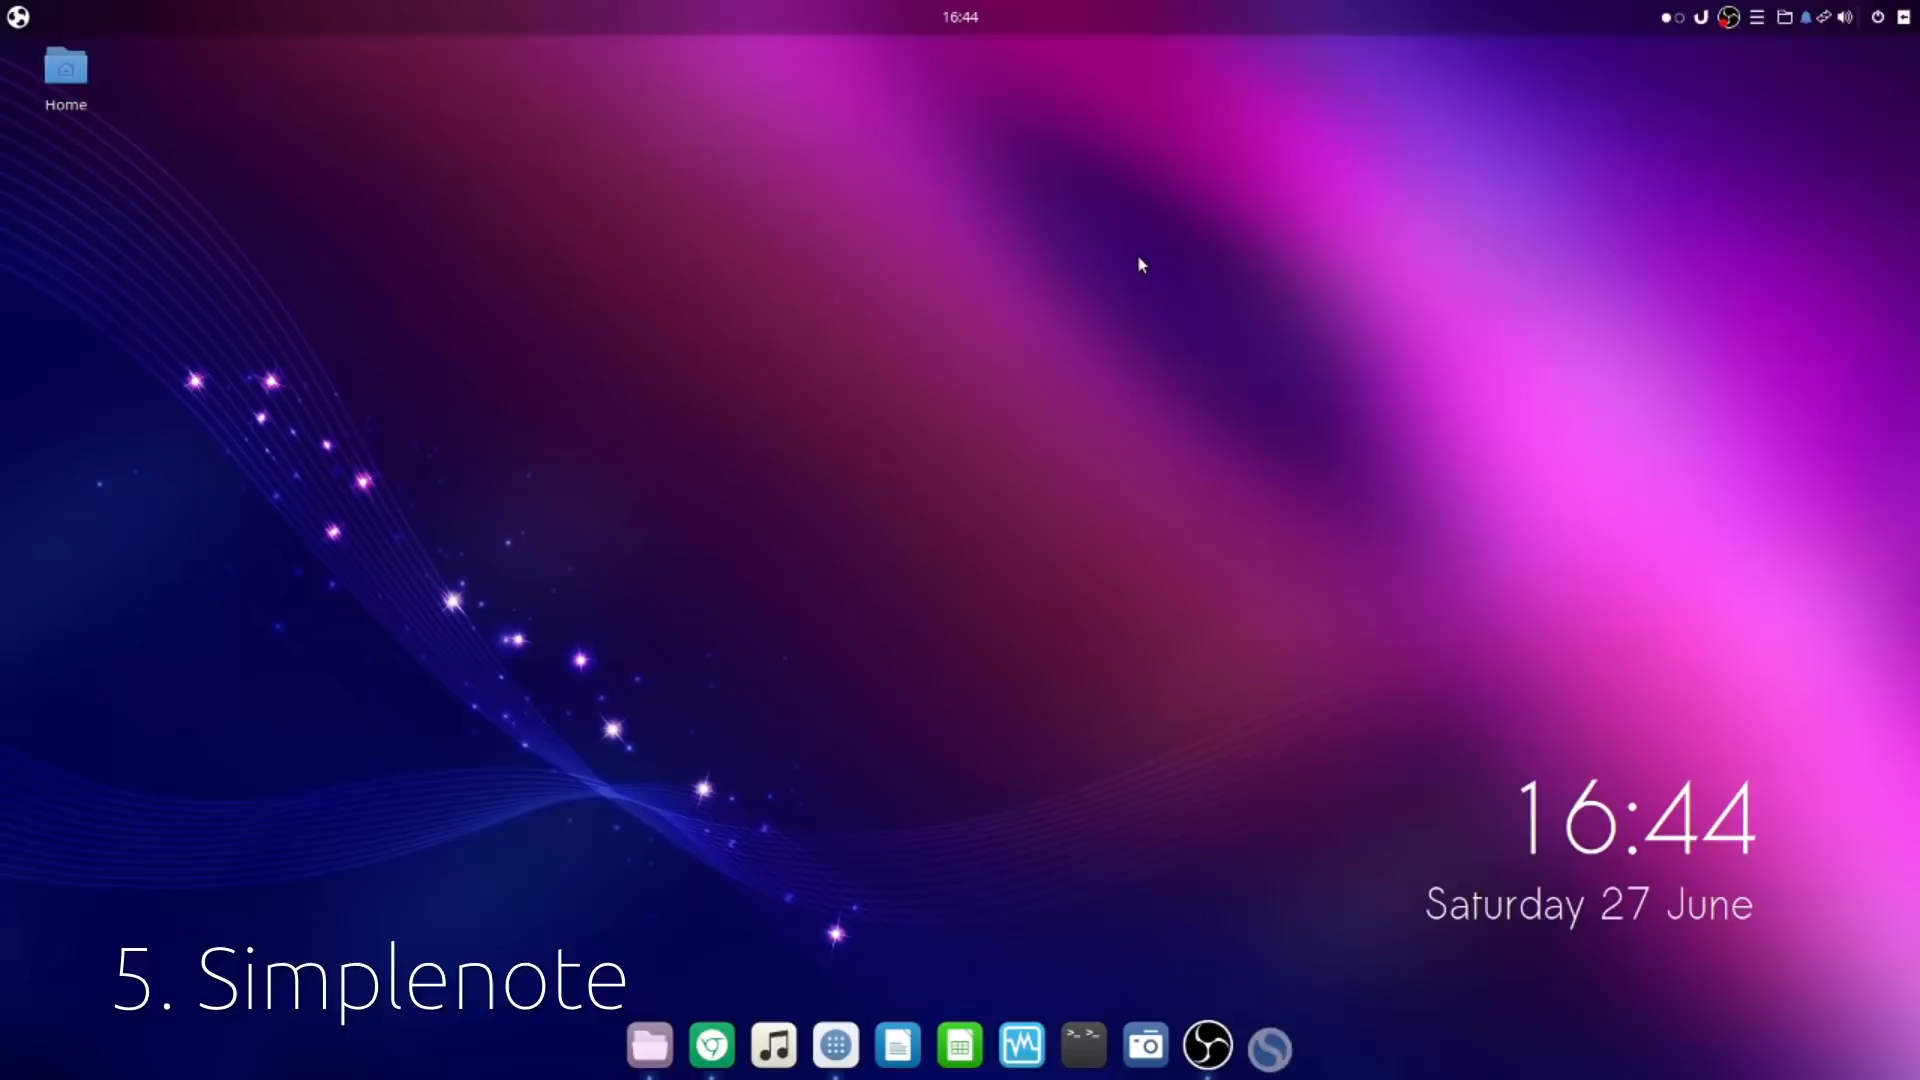 16:44
Home
16:44
Saturday 27 June
5. Simplenote
>_ >_